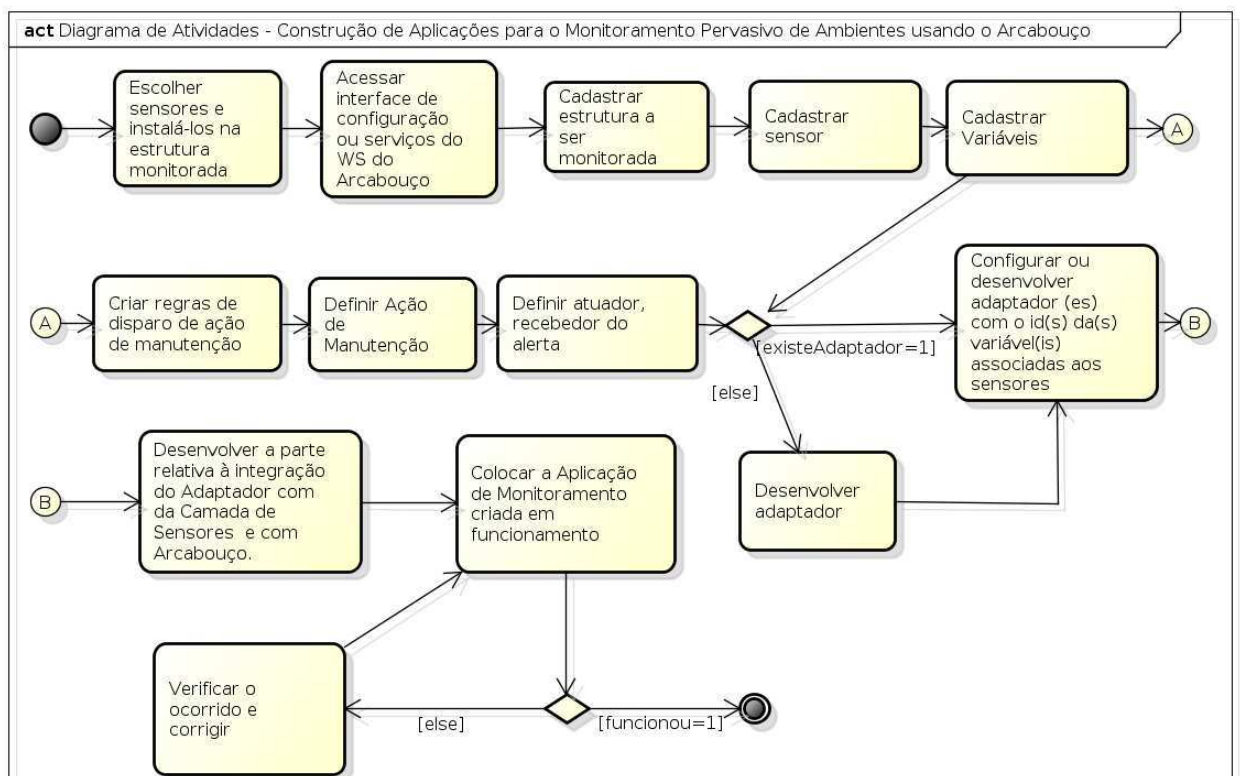 act Diagrama de Atividades - Construção de Aplicações para o Monitoramento Pervasivo de Ambientes usando o Arcabouço
Escolher
sensores e
instalá-los na
estrutura
monitorada
Acessar
interface de
configuração
ou serviços do
WS do
Arcabouço
Cadastrar
estrutura a
ser
monitorada
Cadastrar
sensor
Cadastrar
Variáveis
A
A
Criar regras de
disparo de ação
de manutenção
Definir Ação
de
Manutenção
Definir atuador,
recebedor do
alerta
[existeAdaptador=1]
[else]
Configurar ou
desenvolver
adaptador (es)
com o id(s) da(s)
variável(is)
associadas aos
sensores
B
B
Desenvolver a parte
relativa à integração
do Adaptador com
da Camada de
Sensores e com
Arcabouço.
Colocar a Aplicação
de Monitoramento
criada em
funcionamento
Desenvolver
adaptador
Verificar o
ocorrido e
corrigir
[else]
[funcionou=1]